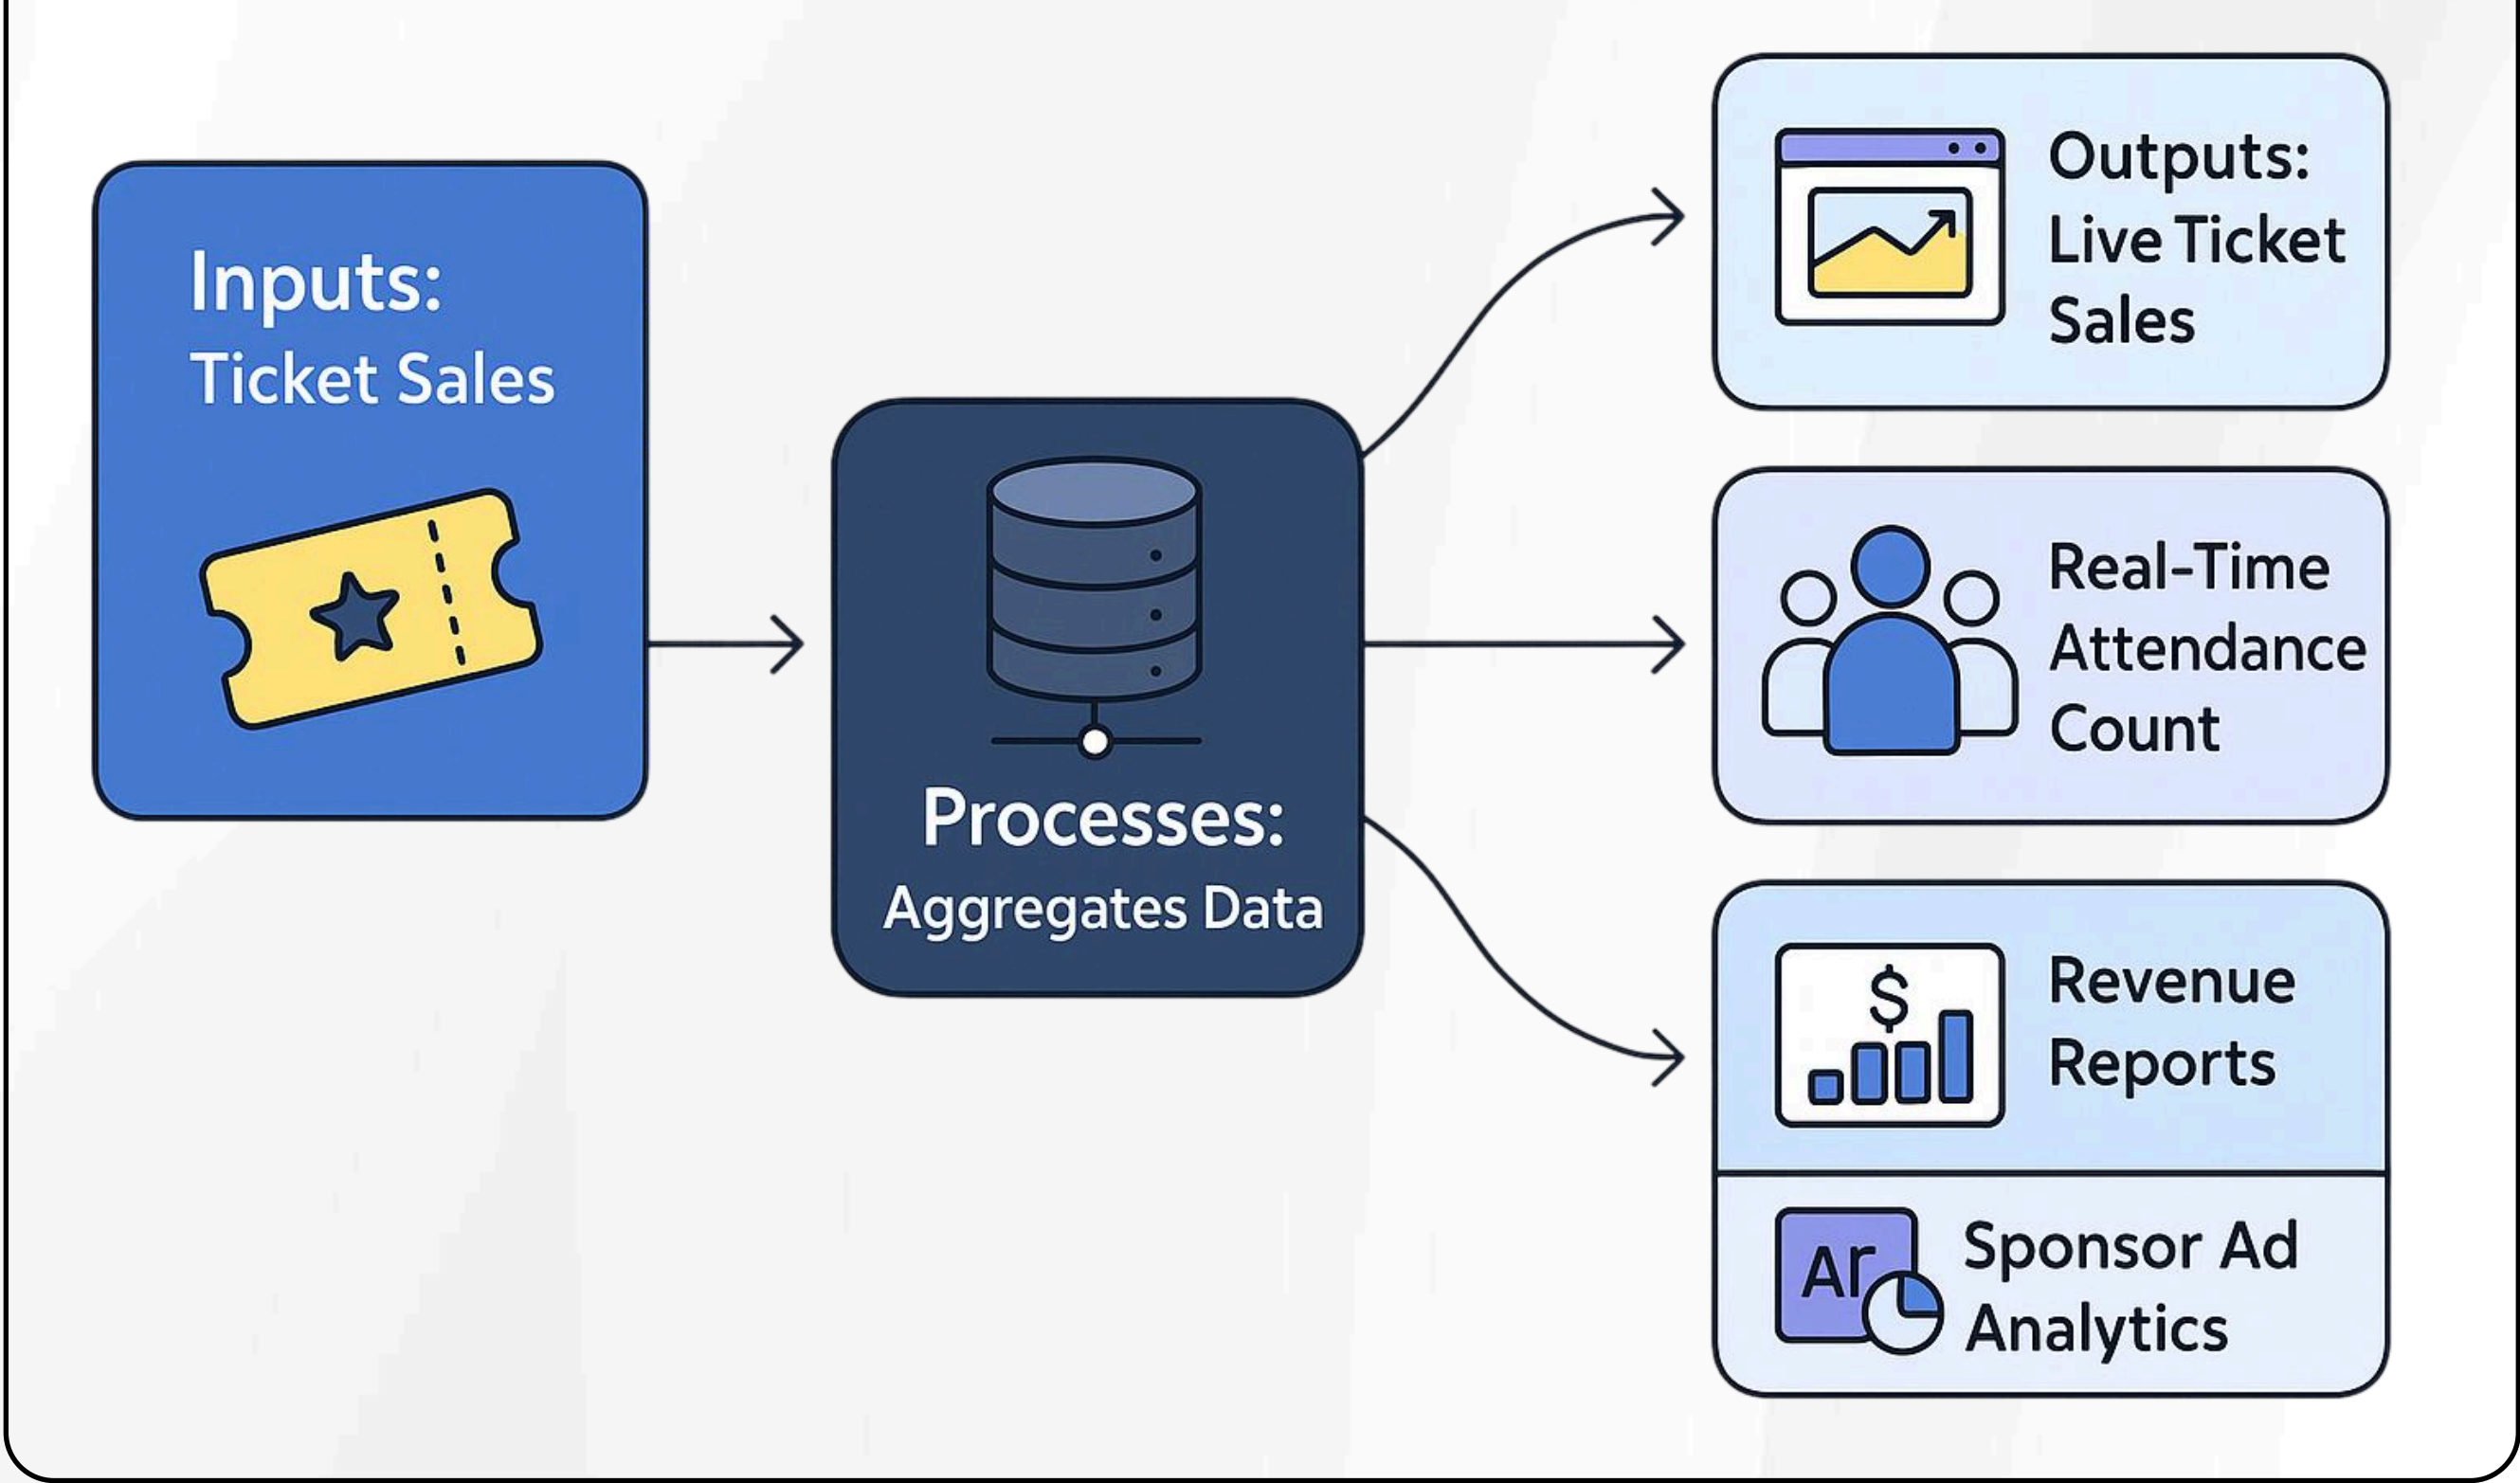 Inputs:
Ticket Sales
Processes:
Aggregates Data
Outputs:
Live Ticket
Sales
Real-Time
Attendance
Count
$
Revenue
Reports
Ar
Sponsor Ad
Analytics